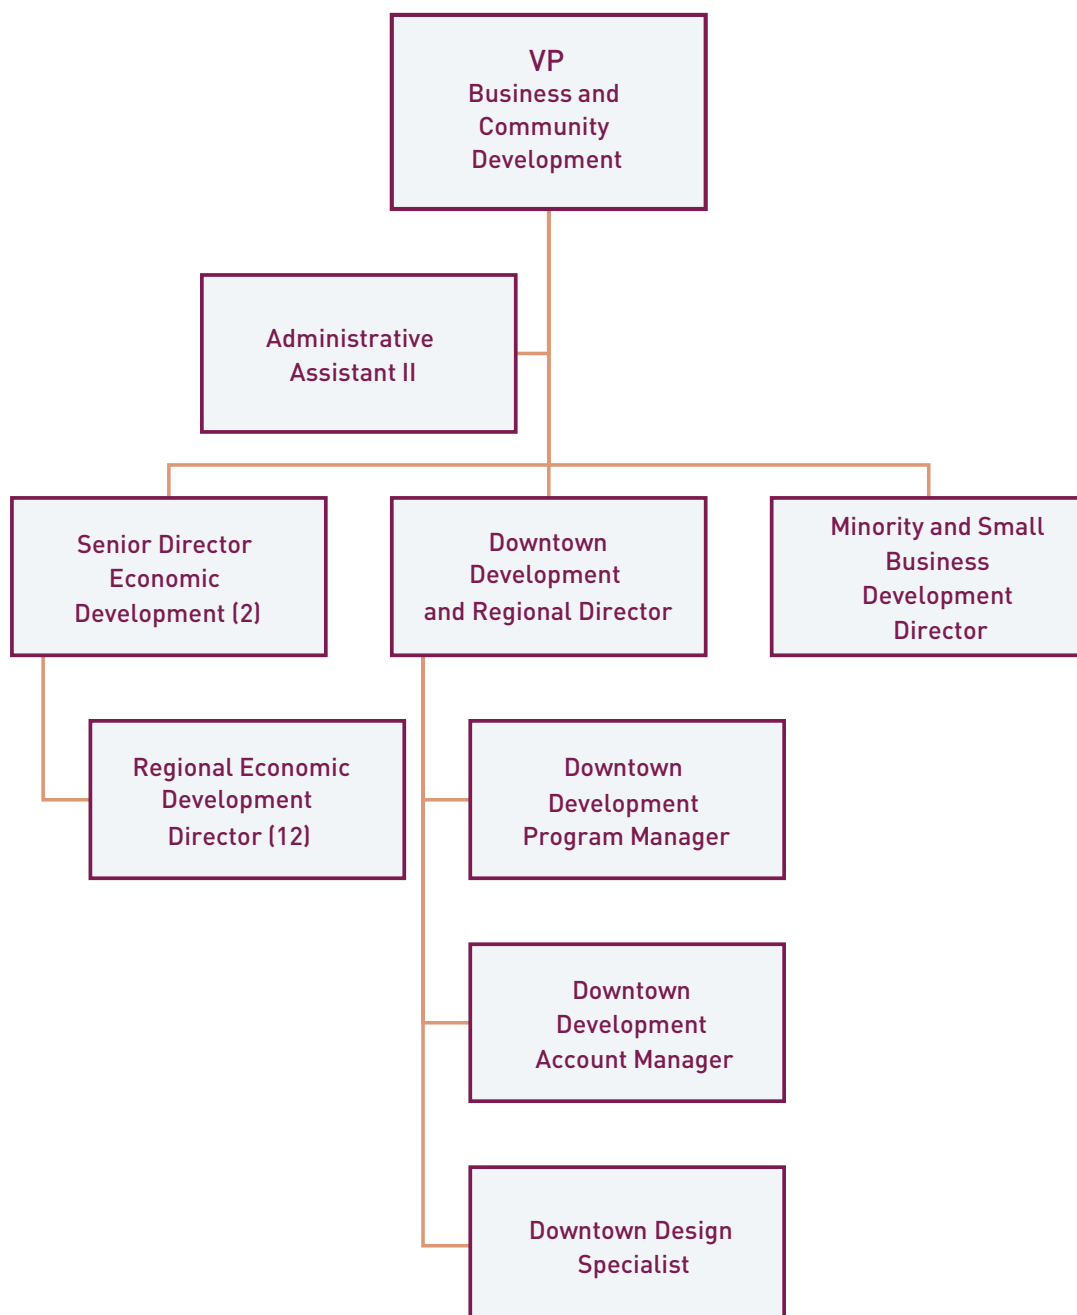 VP
Business and
Community
Development
Administrative
Assistant II
Senior Director
Economic
Development (2)
Downtown
Development
and Regional Director
Minority and Small
Business
Development
Director
Regional Economic
Development
Director (12)
Downtown
Development
Program Manager
Downtown
Development
Account Manager
Downtown Design
Specialist